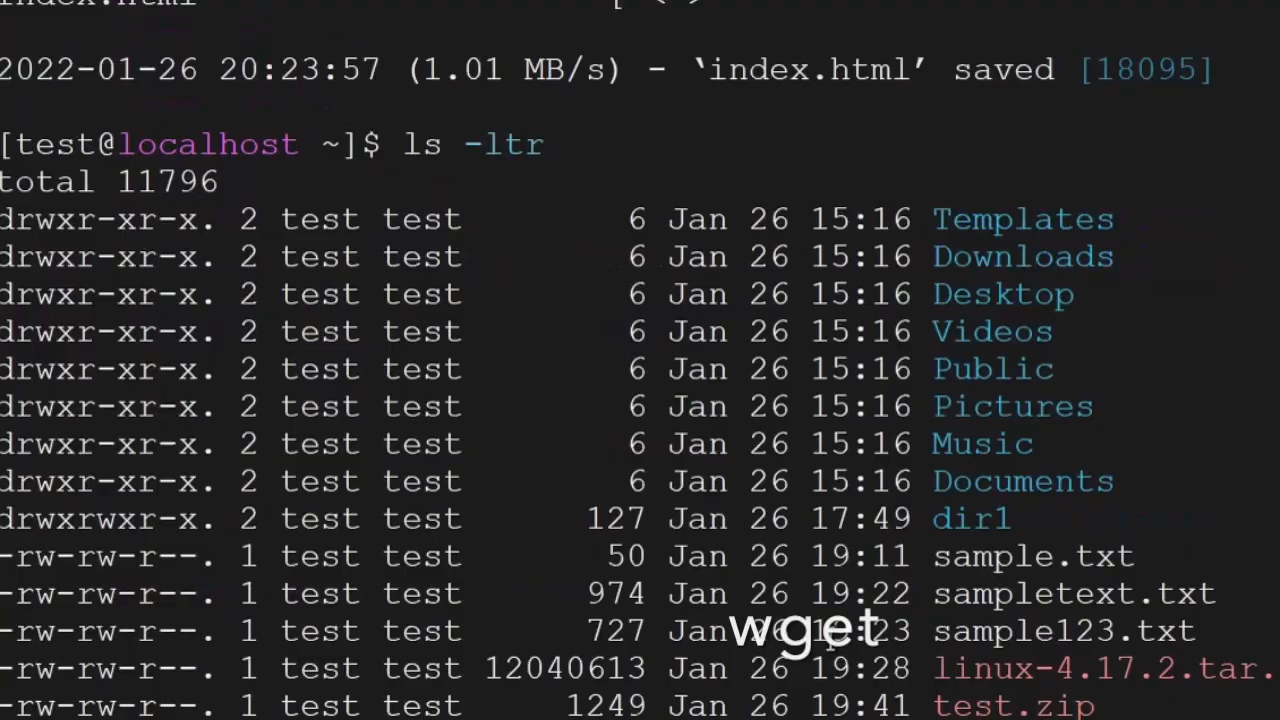 index.html
2022-01-26 20:23:57 (1.01 MB/s) - ‘index.html’ saved [18095]
[test@localhost ~]$ ls -ltr
total 11796
drwxr-xr-x. 2 test test 6 Jan 26 15:16 Templates
drwxr-xr-x. 2 test test 6 Jan 26 15:16 Downloads
drwxr-xr-x. 2 test test 6 Jan 26 15:16 Desktop
drwxr-xr-x. 2 test test 6 Jan 26 15:16 Videos
drwxr-xr-x. 2 test test 6 Jan 26 15:16 Public
drwxr-xr-x. 2 test test 6 Jan 26 15:16 Pictures
drwxr-xr-x. 2 test test 6 Jan 26 15:16 Music
drwxr-xr-x. 2 test test 6 Jan 26 15:16 Documents
drwxrwxr-x. 2 test test 127 Jan 26 17:49 dir1
-rw-rw-r--. 1 test test 50 Jan 26 19:11 sample.txt
-rw-rw-r--. 1 test test 974 Jan 26 19:22 sampletext.txt
-rw-rw-r--. 1 test test 727 Jan 23 sample123.txt
wget
-rw-rw-r--. 1 test test 12040613 Jan 26 19:28 linux-4.17.2.tar.
-rw-rw-r--. 1 test test 1249 Jan 26 19:41 test.zip